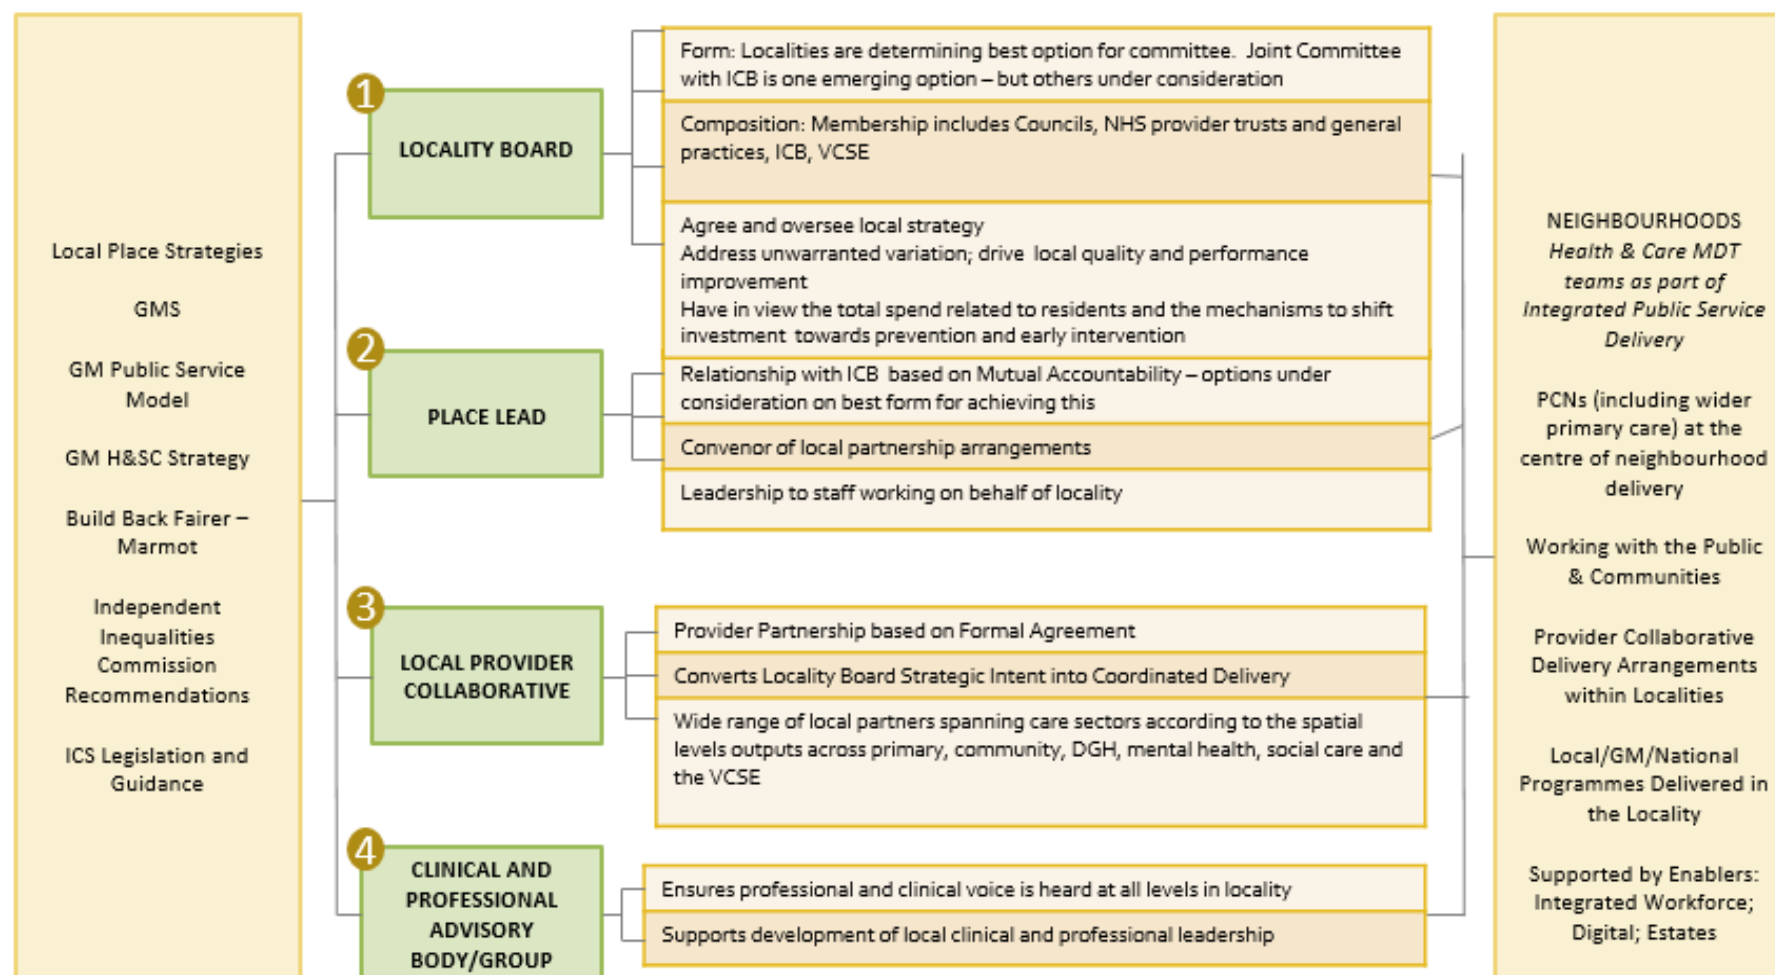 Local Place Strategies
GMS
GM Public Service
Model
GM H&SC Strategy
Build Back Fairer –
Marmot
Independent
Inequalities
Commission
Recommendations
ICS Legislation and
Guidance
1
LOCALITY BOARD
Form: Localities are determining best option for committee. Joint Committee
with ICB is one emerging option – but others under consideration
Composition: Membership includes Councils, NHS provider trusts and general
practices, ICB, VCSE
Agree and oversee local strategy
Address unwarranted variation; drive local quality and performance
improvement
Have in view the total spend related to residents and the mechanisms to shift
investment towards prevention and early intervention
2
PLACE LEAD
Relationship with ICB based on Mutual Accountability – options under
consideration on best form for achieving this
Convenor of local partnership arrangements
Leadership to staff working on behalf of locality
3
LOCAL PROVIDER
COLLABORATIVE
Provider Partnership based on Formal Agreement
Converts Locality Board Strategic Intent into Coordinated Delivery
Wide range of local partners spanning care sectors according to the spatial
levels outputs across primary, community, DGH, mental health, social care and
the VCSE
4
CLINICAL AND
PROFESSIONAL
ADVISORY
BODY/GROUP
Ensures professional and clinical voice is heard at all levels in locality
Supports development of local clinical and professional leadership
NEIGHBOURHOODS
Health & Care MDT
teams as part of
Integrated Public Service
Delivery
PCNs (including wider
primary care) at the
centre of neighbourhood
delivery
Working with the Public
& Communities
Provider Collaborative
Delivery Arrangements
within Localities
Local/GM/National
Programmes Delivered in
the Locality
Supported by Enablers:
Integrated Workforce;
Digital; Estates